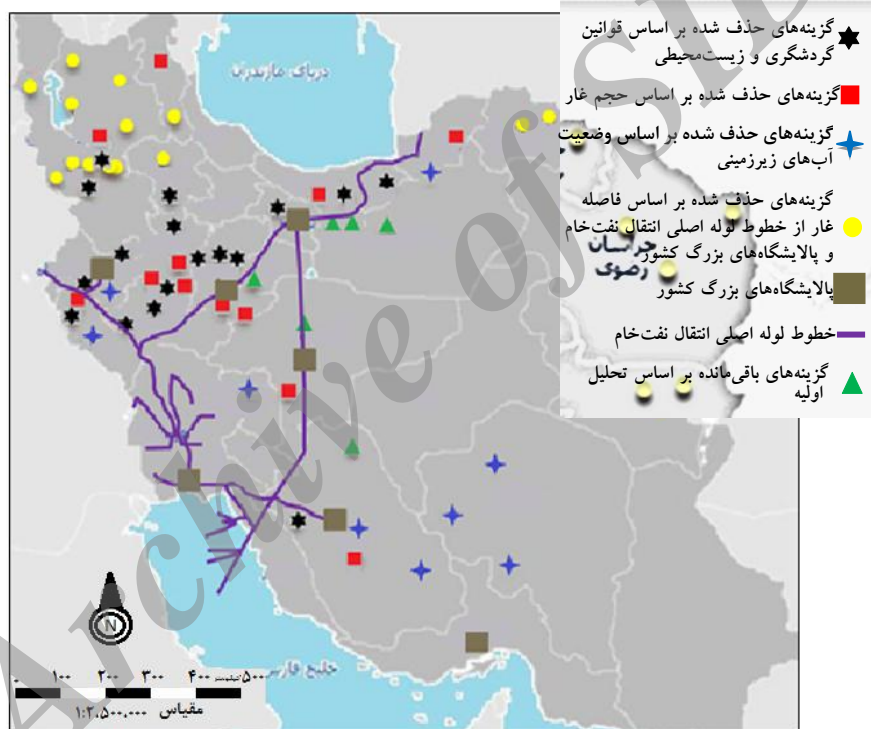 گزینه‌های حذف شده بر اساس قوانین
گردشگری و زیست‌محیطی
گزینه‌های حذف شده بر اساس حجم غار
گزینه‌های حذف شده بر اساس وضعیت
آب‌های زیرزمینی
گزینه‌های حذف شده بر اساس فاصله
غار از خطوط لوله اصلی انتقال نفت‌خام
و پالایشگاه‌های بزرگ کشور
پالایشگاه‌های بزرگ کشور
خطوط لوله اصلی انتقال نفت‌خام
گزینه‌های باقی‌مانده بر اساس تحلیل
اولیه
دریای مازندران
خراسان
رضوی
خلیج فارس
N
۰ ۱۰۰ ۲۰۰ ۳۰۰ ۴۰۰ ۵۰۰ کیلومتر
مقیاس ۱:۲،۵۰۰،۰۰۰
Archive of SID